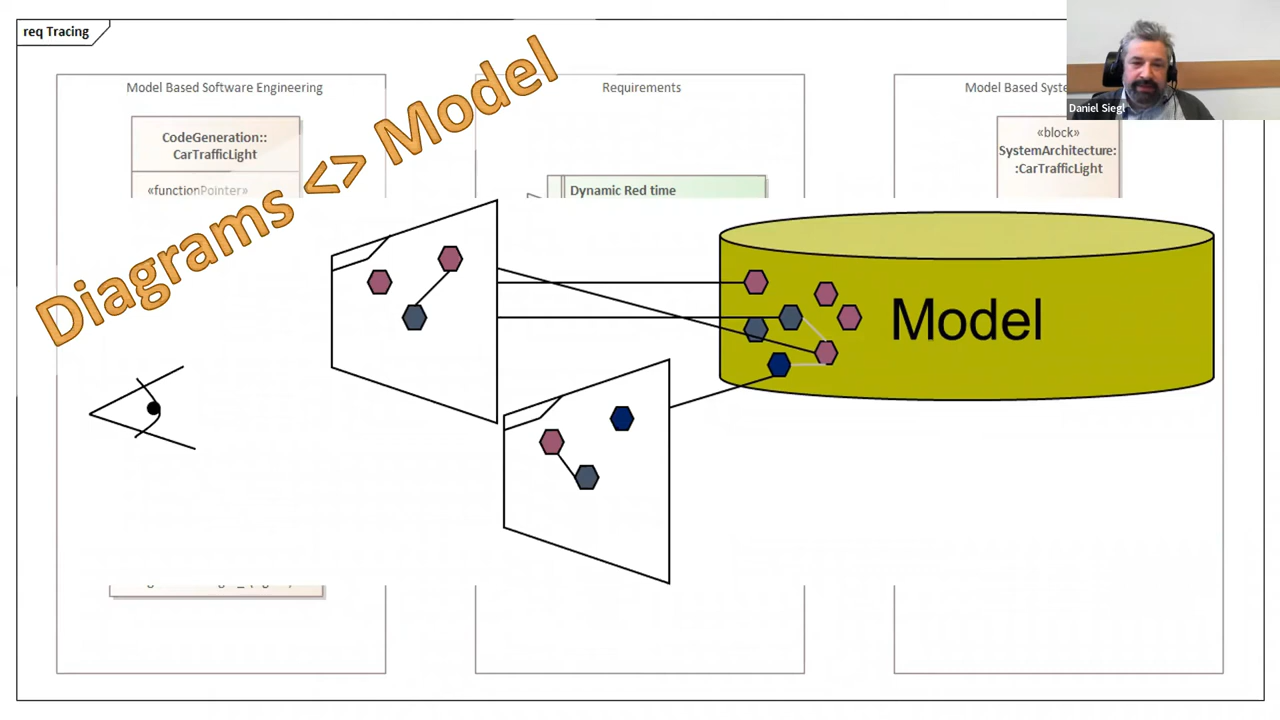 req Tracing
Model Based Software Engineering
Requirements
Model Based Syste
Daniel Siegl
CodeGeneration::
CarTrafficLight
«functionPointer»
Dynamic Red time
«block»
SystemArchitecture:
:CarTrafficLight
Diagrams <> Model
Model